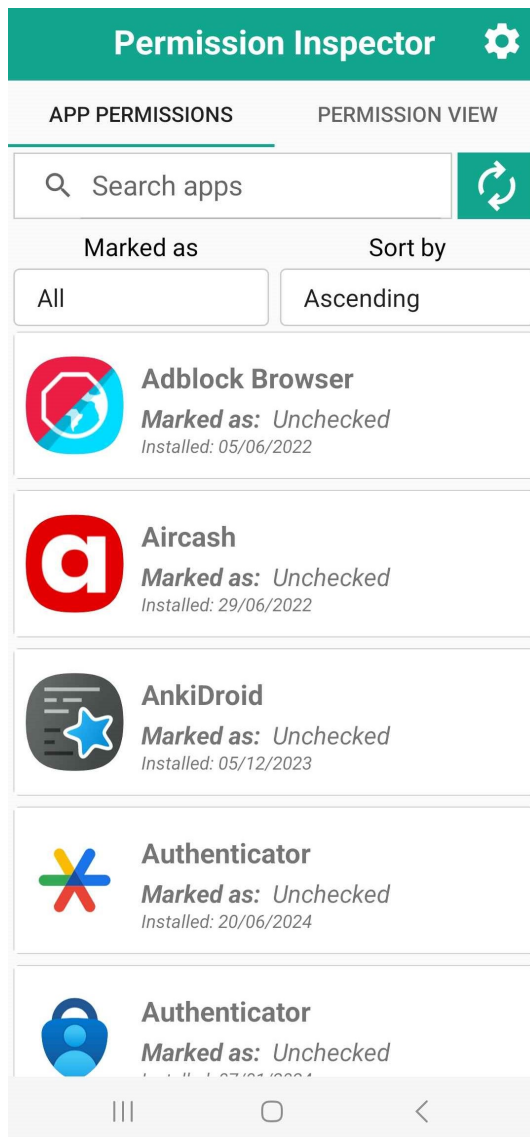 Permission Inspector
APP PERMISSIONS PERMISSION VIEW
Search apps
Marked as Sort by
All Ascending
Adblock Browser
Marked as: Unchecked
Installed: 05/06/2022
a
Aircash
Marked as: Unchecked
Installed: 29/06/2022
AnkiDroid
Marked as: Unchecked
Installed: 05/12/2023
Authenticator
Marked as: Unchecked
Installed: 20/06/2024
Authenticator
Marked as: Unchecked